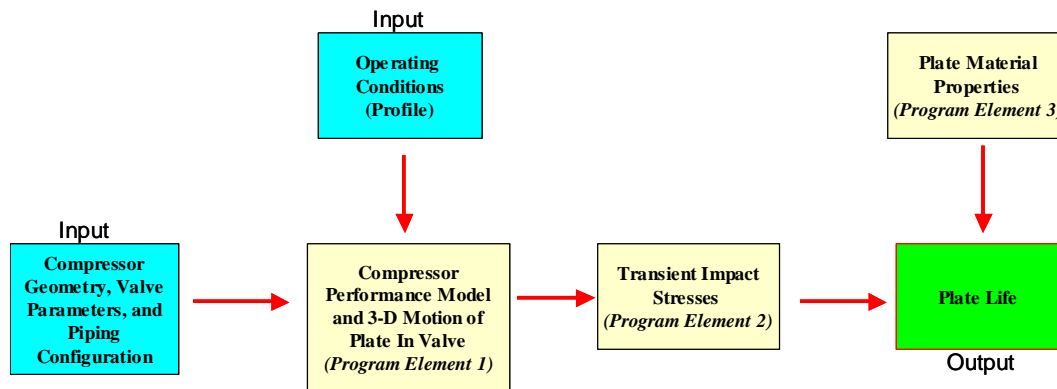 Input
Operating
Conditions
(Profile)
Plate Material
Properties
(Program Element 3)
Input
Compressor
Geometry, Valve
Parameters, and
Piping
Configuration
Compressor
Performance Model
and 3-D Motion of
Plate In Valve
(Program Element 1)
Transient Impact
Stresses
(Program Element 2)
Plate Life
Output